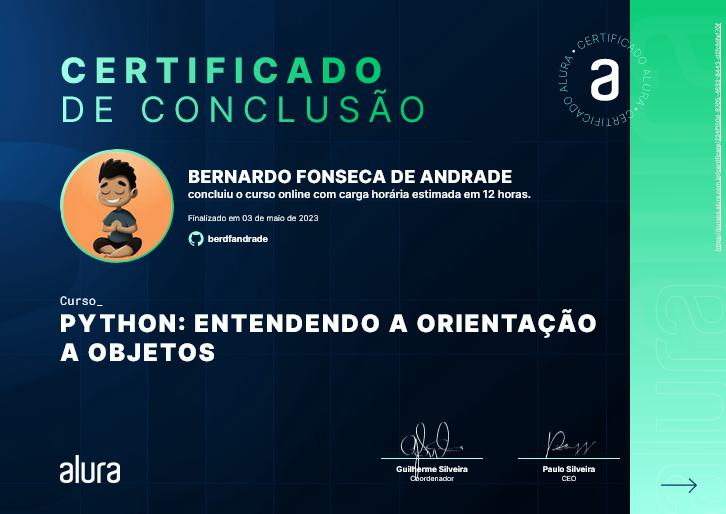 CERTIFICADO
DE CONCLUSÃO
ALURA • CERTIFICADO ALURA • CERTIFICADO
a
BERNARDO FONSECA DE ANDRADE
concluiu o curso online com carga horária estimada em 12 horas.
Finalizado em 03 de maio de 2023
berdfandrade
Curso_
PYTHON: ENTENDENDO A ORIENTAÇÃO
A OBJETOS
Guilherme Silveira
Coordenador
Paulo Silveira
CEO
alura
alura